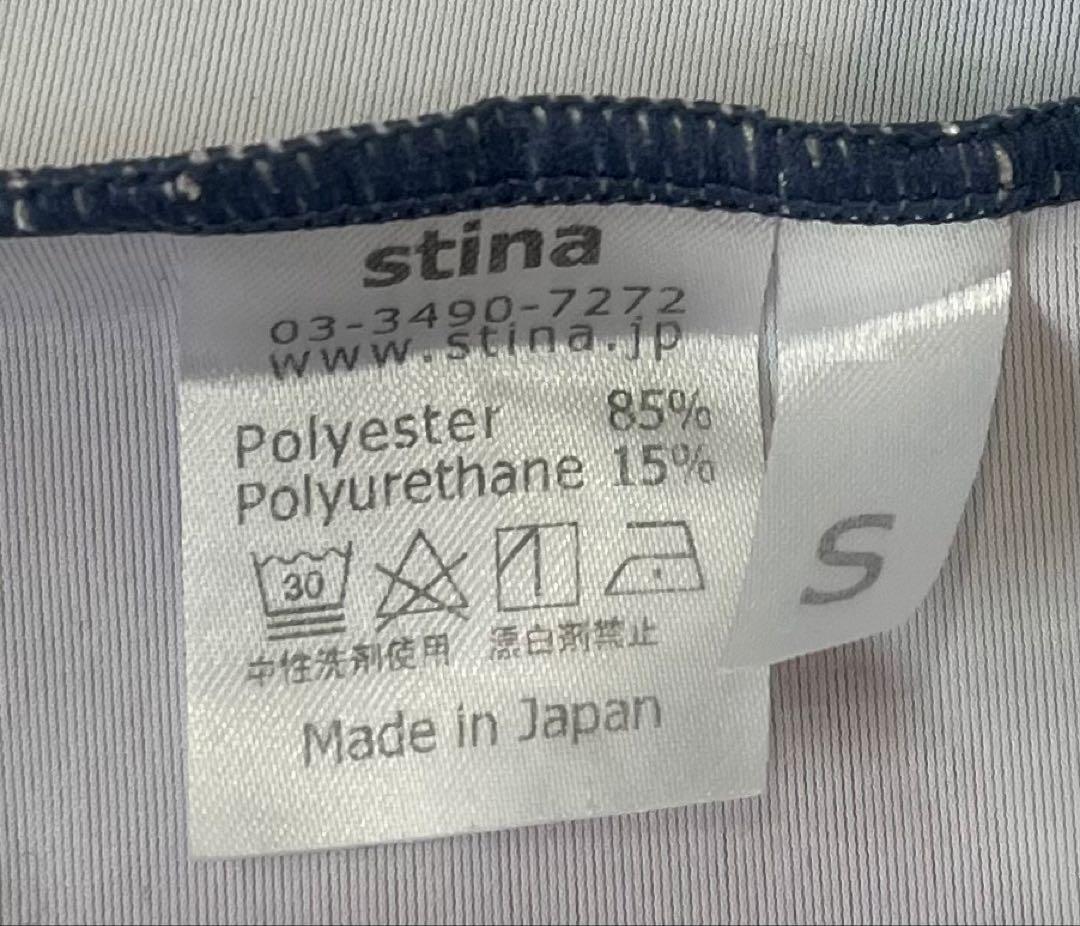 stina
03-3490-7272
www.stina.jp
Polyester 85%
Polyurethane 15%
30
中性洗剤使用 漂白剤禁止
Made in Japan
S